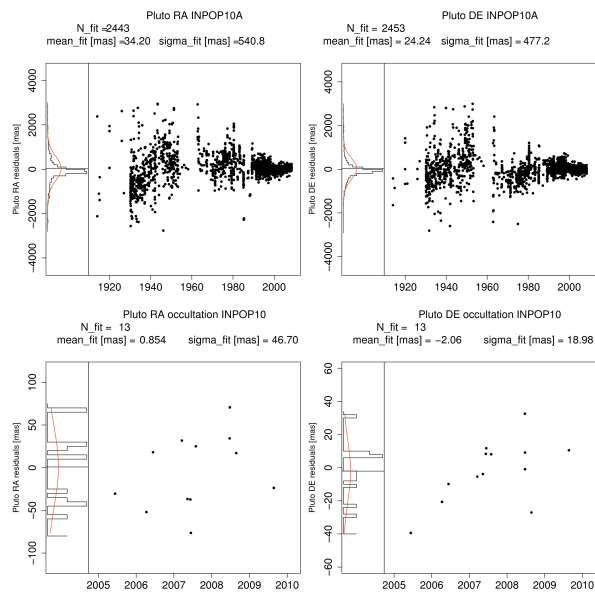 Pluto RA INPOP10A
N_fit =2443
mean_fit [mas] =34.20 sigma_fit [mas] =540.8
Pluto RA residuals [mas]
4000
2000
0
−2000
−4000
1920 1940 1960 1980 2000
Pluto DE INPOP10A
N_fit = 2453
mean_fit [mas] = 24.24 sigma_fit [mas] = 477.2
Pluto DE residuals [mas]
4000
2000
0
−2000
−4000
1920 1940 1960 1980 2000
Pluto RA occultation INPOP10
N_fit = 13
mean_fit [mas] = 0.854 sigma_fit [mas] = 46.70
Pluto RA residuals [mas]
100
50
0
−50
−100
2005 2006 2007 2008 2009 2010
Pluto DE occultation INPOP10
N_fit = 13
mean_fit [mas] = −2.06 sigma_fit [mas] = 18.98
Pluto DE residuals [mas]
60
40
20
0
−20
−40
−60
2005 2006 2007 2008 2009 2010